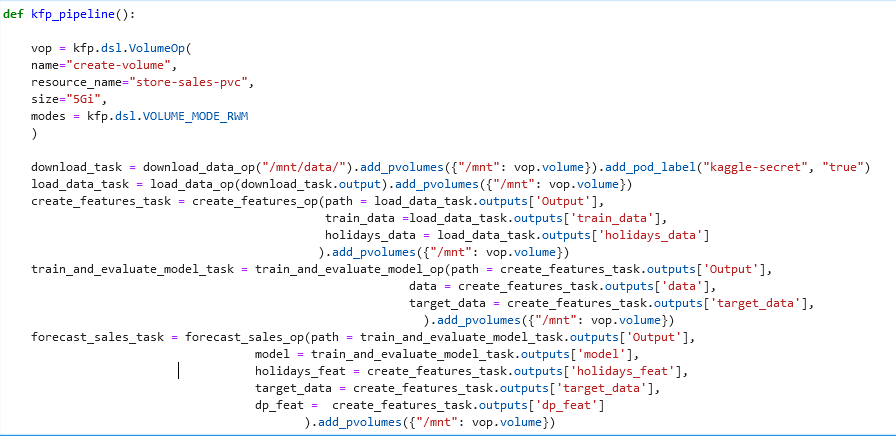 def kfp_pipeline():
vop = kfp.dsl.VolumeOp(
name="create-volume",
resource_name="store-sales-pvc",
size="5Gi",
modes = kfp.dsl.VOLUME_MODE_RWM
)
download_task = download_data_op("/mnt/data/").add_pvolumes({"/mnt": vop.volume}).add_pod_label("kaggle-secret", "true")
load_data_task = load_data_op(download_task.output).add_pvolumes({"/mnt": vop.volume})
create_features_task = create_features_op(path = load_data_task.outputs['Output'],
train_data =load_data_task.outputs['train_data'],
holidays_data = load_data_task.outputs['holidays_data']
).add_pvolumes({"/mnt": vop.volume})
train_and_evaluate_model_task = train_and_evaluate_model_op(path = create_features_task.outputs['Output'],
data = create_features_task.outputs['data'],
target_data = create_features_task.outputs['target_data'],
).add_pvolumes({"/mnt": vop.volume})
forecast_sales_task = forecast_sales_op(path = train_and_evaluate_model_task.outputs['Output'],
model = train_and_evaluate_model_task.outputs['model'],
holidays_feat = create_features_task.outputs['holidays_feat'],
target_data = create_features_task.outputs['target_data'],
dp_feat =  create_features_task.outputs['dp_feat']
).add_pvolumes({"/mnt": vop.volume})